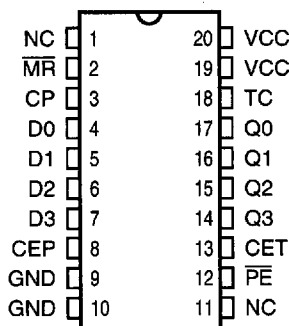 NC 1 20 VCC
M̅R̅ 2 19 VCC
CP 3 18 TC
D0 4 17 Q0
D1 5 16 Q1
D2 6 15 Q2
D3 7 14 Q3
CEP 8 13 CET
GND 9 12 P̅E̅
GND 10 11 NC